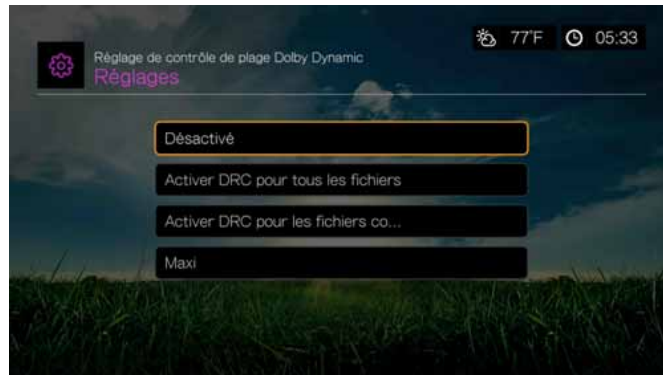 77°F 05:33
Réglage de contrôle de plage Dolby Dynamic
Réglages
Désactivé
Activer DRC pour tous les fichiers
Activer DRC pour les fichiers co...
Maxi